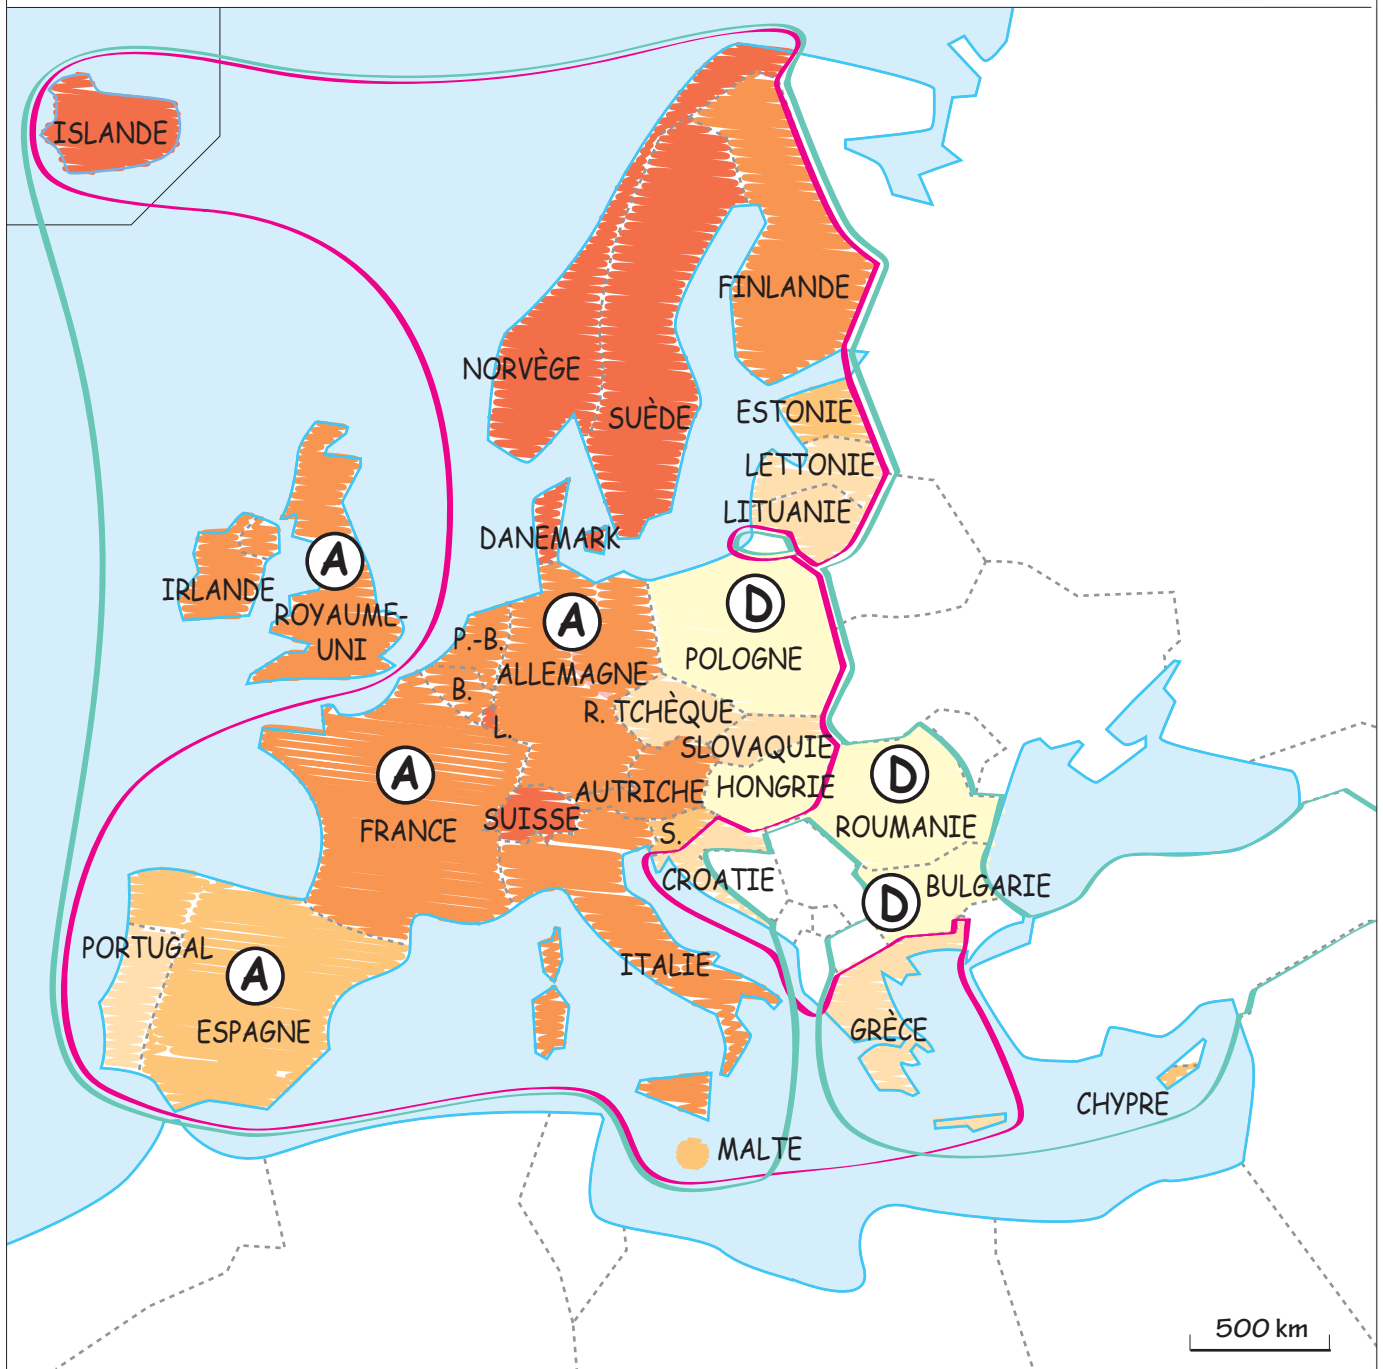 ISLANDE
FINLANDE
NORVÈGE
SUÈDE
ESTONIE
LETTONIE
LITUANIE
DANEMARK
A
IRLANDE
ROYAUME-
UNI
A
P.-B.
ALLEMAGNE
B.
L.
D
POLOGNE
R. TCHÈQUE
SLOVAQUIE
A
FRANCE
SUISSE
AUTRICHE
HONGRIE
S.
D
ROUMANIE
CROATIE
D
BULGARIE
PORTUGAL
A
ESPAGNE
ITALIE
GRÈCE
CHYPRE
MALTE
500 km